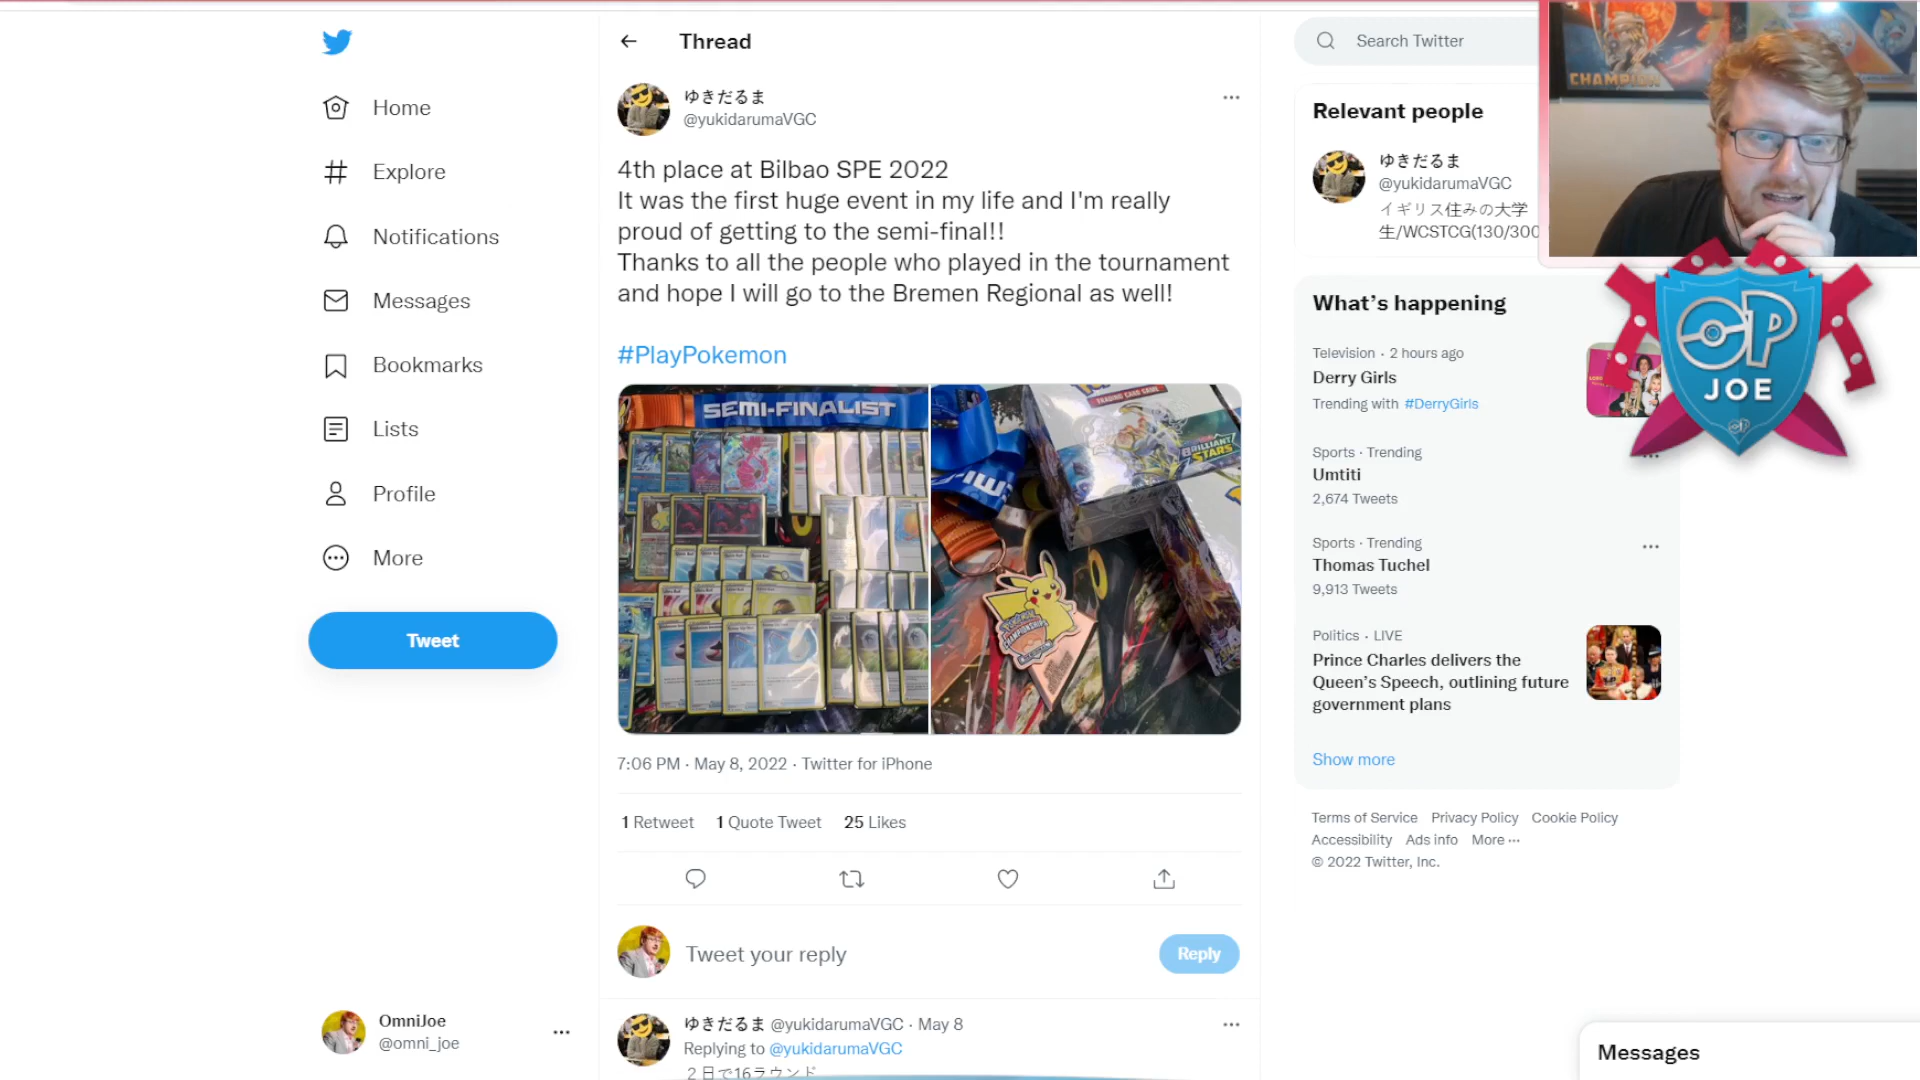 Home
Explore
Notifications
Messages
Bookmarks
Lists
Profile
More
Tweet
OmniJoe
@omni_joe
Thread
ゆきだるま
@yukidarumaVGC
4th place at Bilbao SPE 2022
It was the first huge event in my life and I'm really
proud of getting to the semi-final!!
Thanks to all the people who played in the tournament
and hope I will go to the Bremen Regional as well!
#PlayPokemon
SEMI-FINALIST
TRADING CARD GAME
BRILLIANT
STARS
7:06 PM · May 8, 2022 · Twitter for iPhone
1 Retweet 1 Quote Tweet 25 Likes
Tweet your reply
Reply
ゆきだるま @yukidarumaVGC · May 8
Replying to @yukidarumaVGC
2日で16ラウンド
Search Twitter
Relevant people
ゆきだるま
@yukidarumaVGC
イギリス住みの大学
生/WCSTCG(130/300
What's happening
Television · 2 hours ago
Derry Girls
Trending with #DerryGirls
Sports · Trending
Umtiti
2,674 Tweets
Sports · Trending
Thomas Tuchel
9,913 Tweets
Politics · LIVE
Prince Charles delivers the
Queen's Speech, outlining future
government plans
Show more
Terms of Service Privacy Policy Cookie Policy
Accessibility Ads info More ···
© 2022 Twitter, Inc.
Messages
CHAMPION
OP
JOE